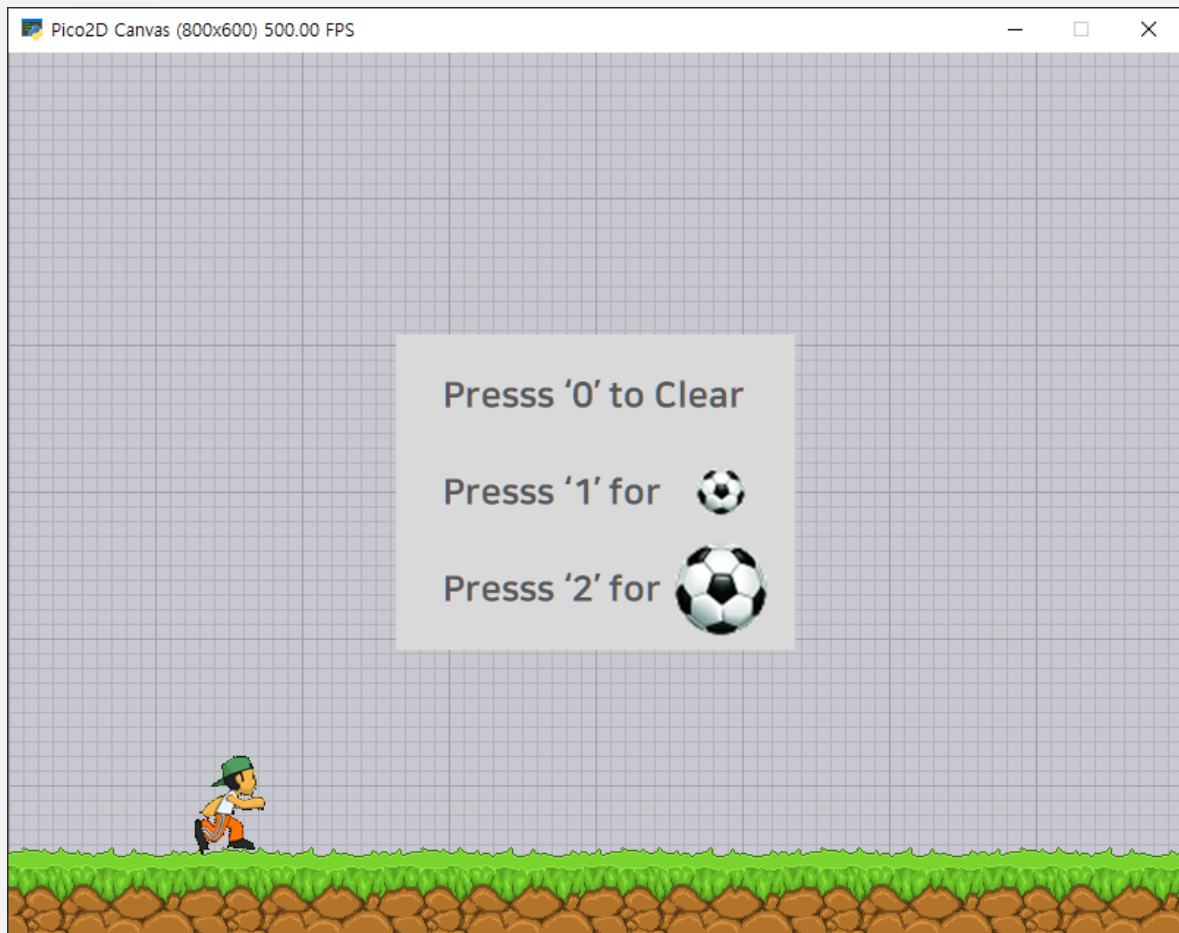 Pico2D Canvas (800x600) 500.00 FPS
Presss ‘0’ to Clear
Presss ‘1’ for
Presss ‘2’ for